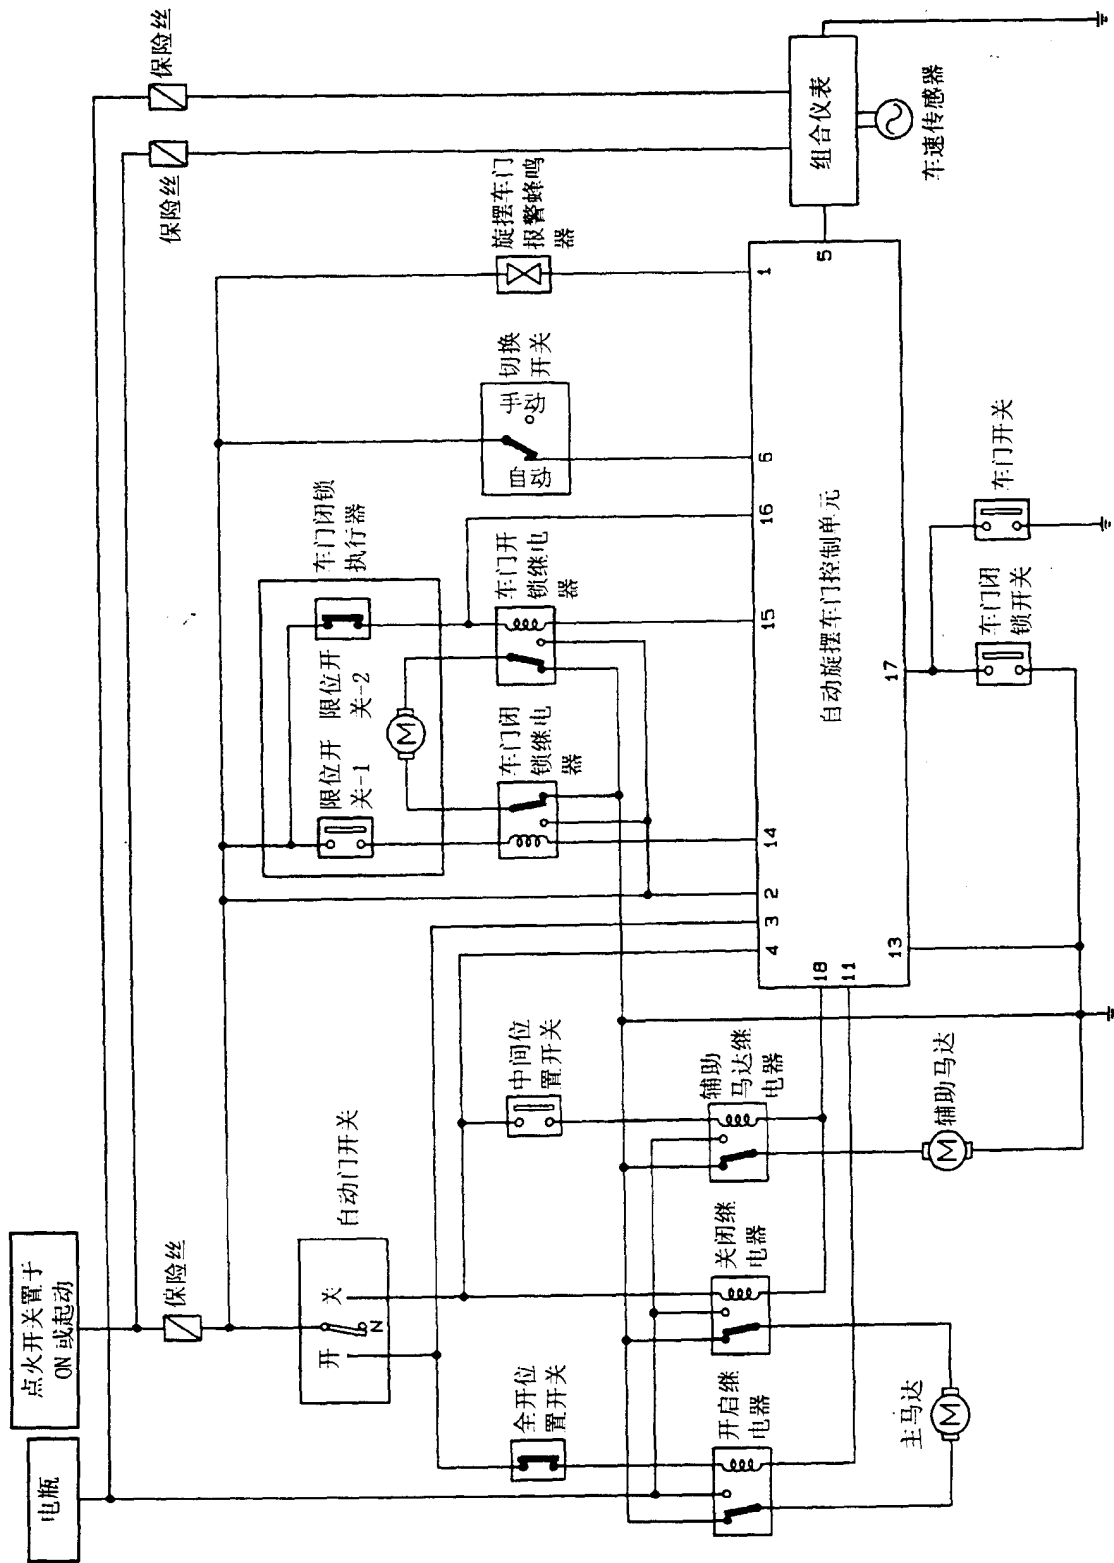 电瓶
点火开关置于
ON 或起动
保险丝
保险丝
保险丝
自动门开关
开
N
关
全开位
置开关
中间位
置开关
限位开
关-1
限位开
关-2
车门闭锁
执行器
M
切换
开关
自动
手动
旋摆车门
报警蜂鸣
器
车门闭
锁继电
器
车门开
锁继电
器
开启继
电器
关闭继
电器
辅助
马达继
电器
4
3
2
14
15
16
6
1
18
11
13
17
5
自动旋摆车门控制单元
组合仪表
车速传感器
主马达
M
辅助马达
M
车门闭
锁开关
车门开关